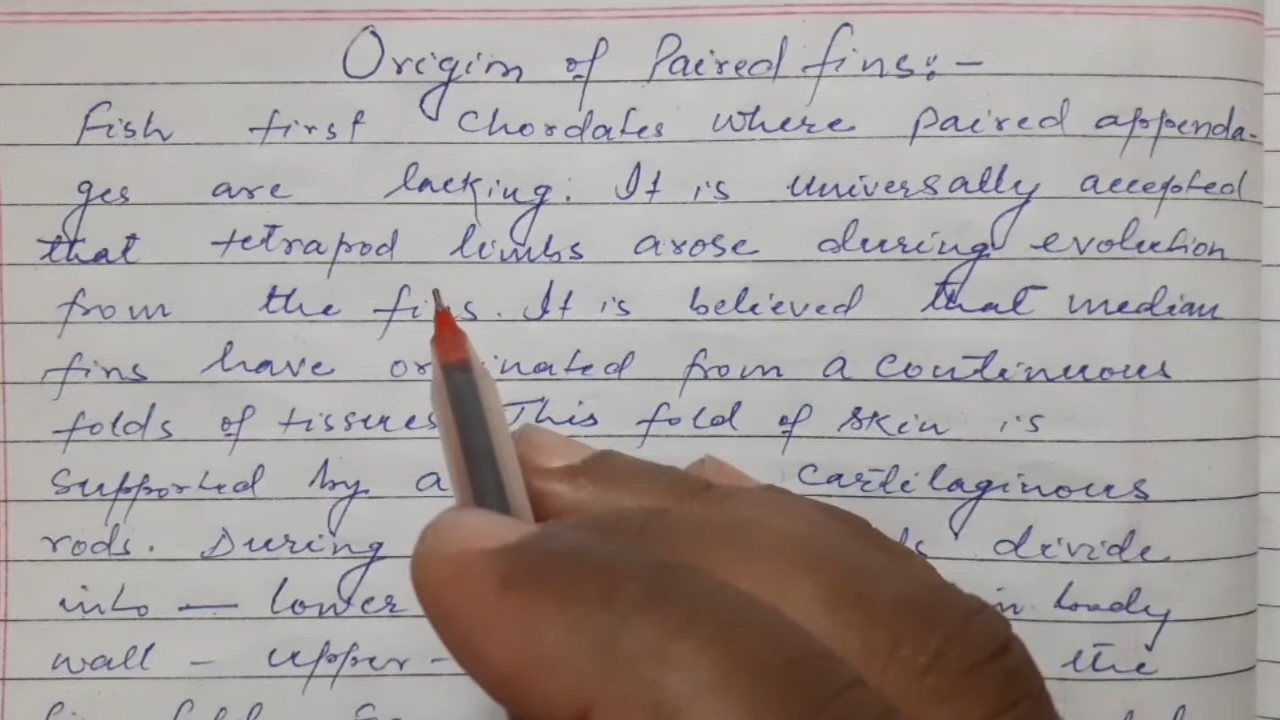 Origin of Paired fins:-
Fish first Chordates where paired appenda-
ges are lacking. It is universally accepted
that tetrapod limbs arose during evolution
from the fins. It is believed that median
fins have originated from a continuous
folds of tissues This fold of skin is
supported by a cartilaginous
rods. During divide
into — lower in body
wall - upper - the